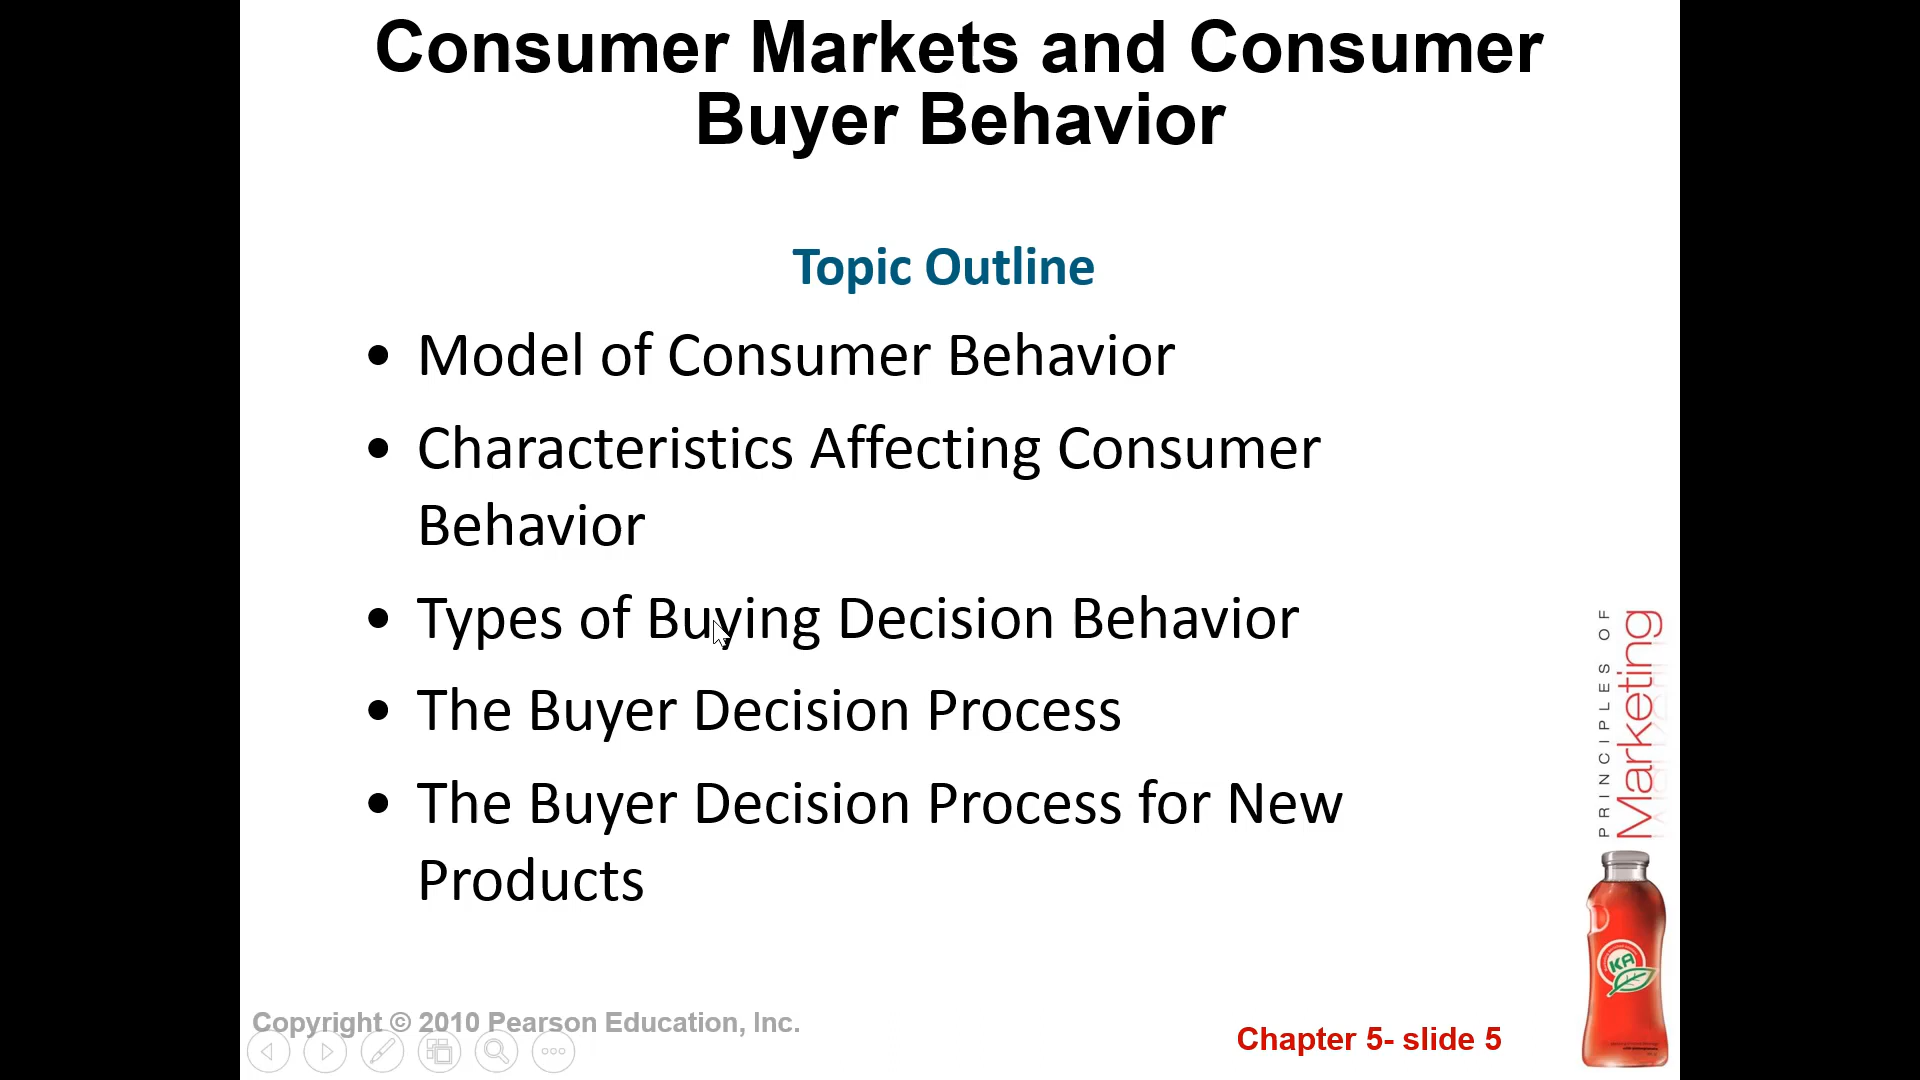 Consumer Markets and Consumer
Buyer Behavior
Topic Outline
• Model of Consumer Behavior
• Characteristics Affecting Consumer
Behavior
• Types of Buying Decision Behavior
• The Buyer Decision Process
• The Buyer Decision Process for New
Products
PRINCIPLES OF
Marketing
KA
Copyright © 2010 Pearson Education, Inc.
Chapter 5- slide 5